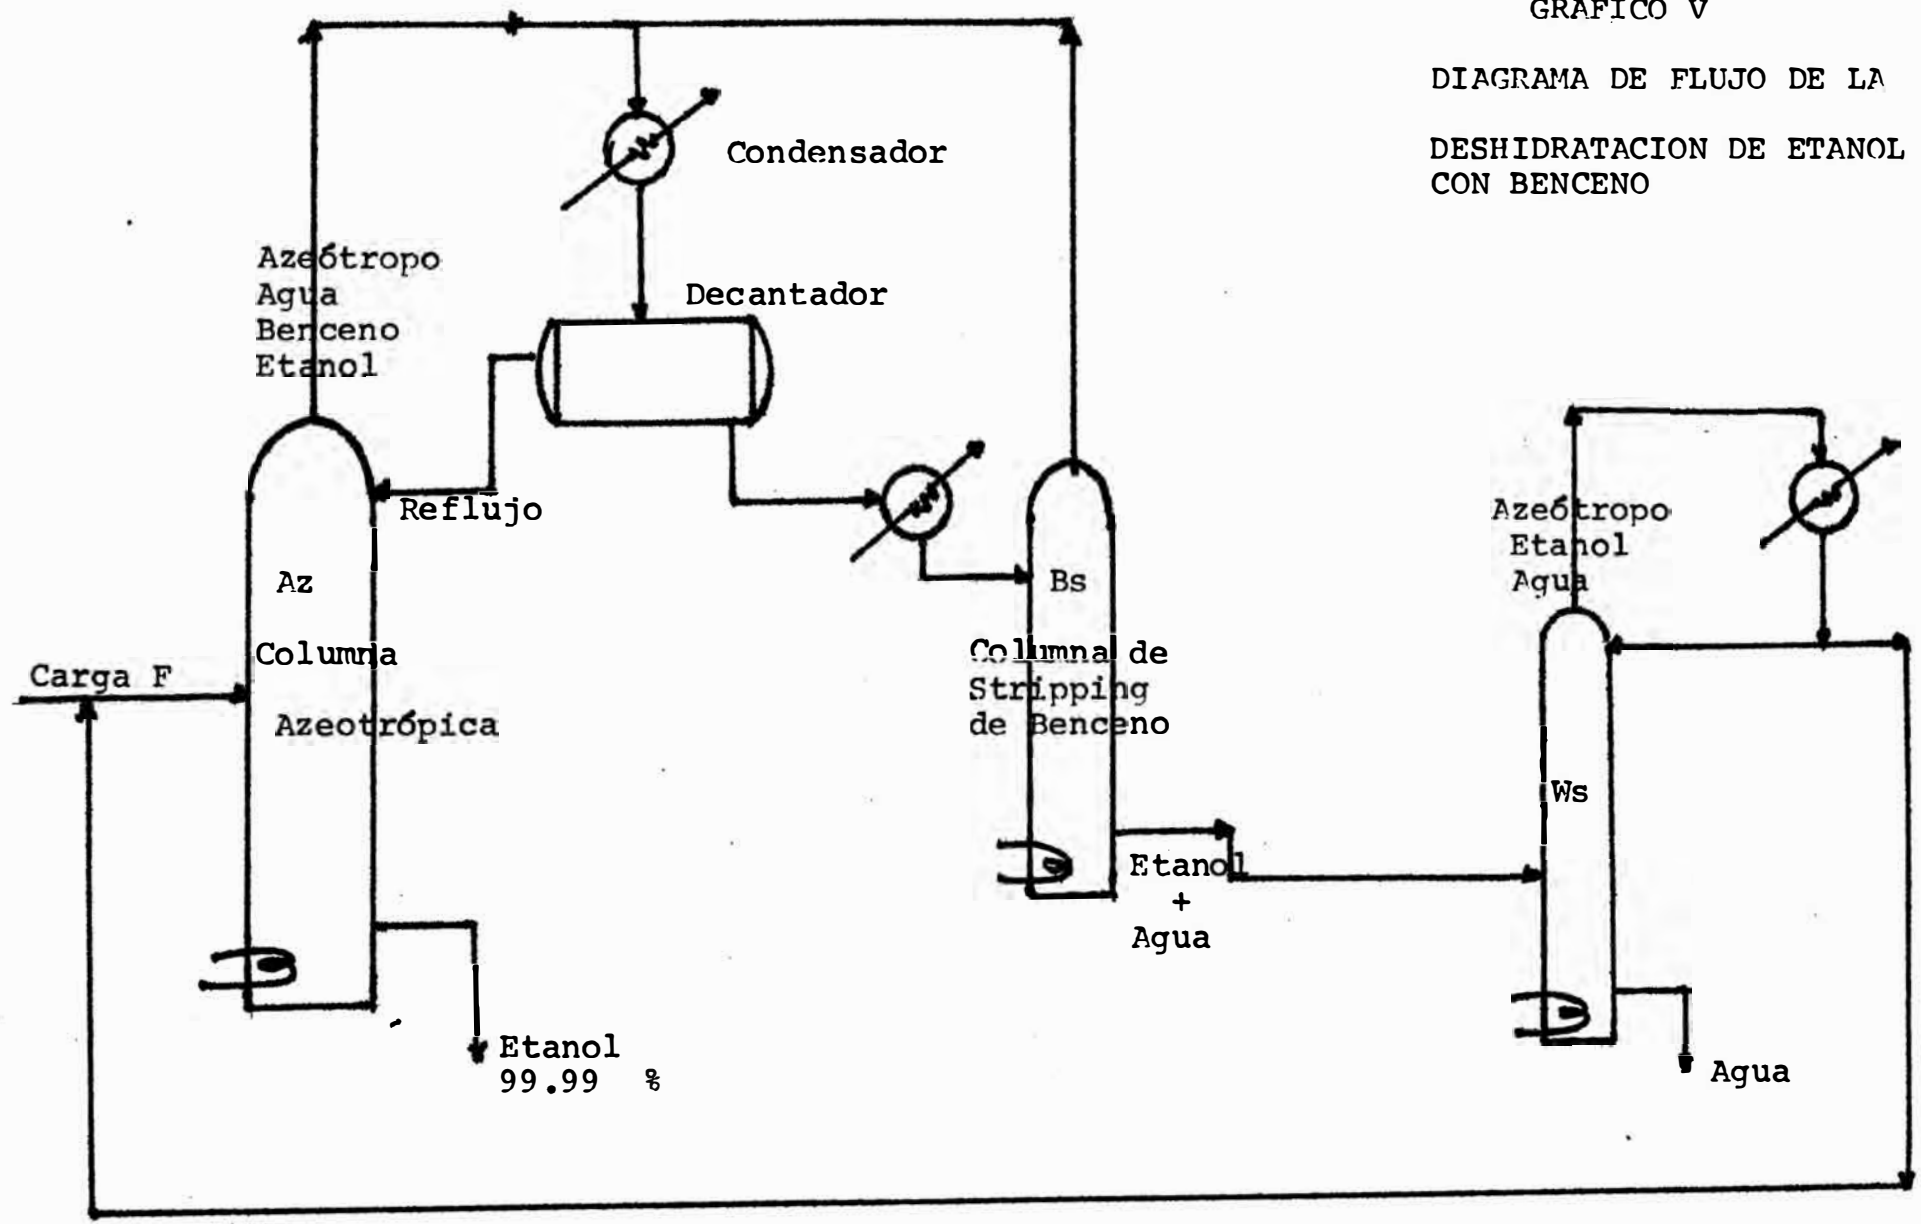 GRAFICO V
DIAGRAMA DE FLUJO DE LA
DESHIDRATACION DE ETANOL
CON BENCENO
Condensador
Azeótropo
Agua
Benceno
Etanol
Decantador
Reflujo
Az
Columna
Azeotrópica
Carga F
Etanol
99.99 %
Bs
Columna de
Stripping
de Benceno
Etanol
+
Agua
Azeótropo
Etanol
Agua
Ws
Agua